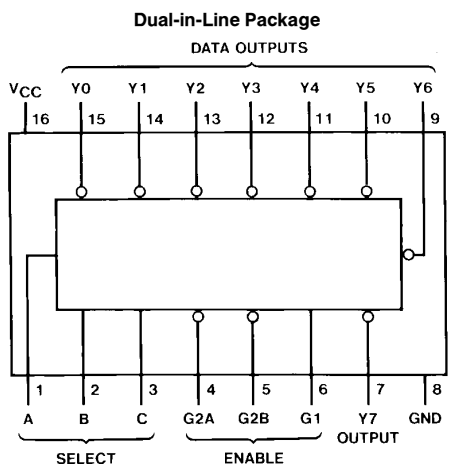 Dual-in-Line Package
DATA OUTPUTS
VCC Y0 Y1 Y2 Y3 Y4 Y5 Y6
16 15 14 13 12 11 10 9
1 2 3 4 5 6 7 8
A B C G2A G2B G1 Y7 GND
OUTPUT
SELECT ENABLE